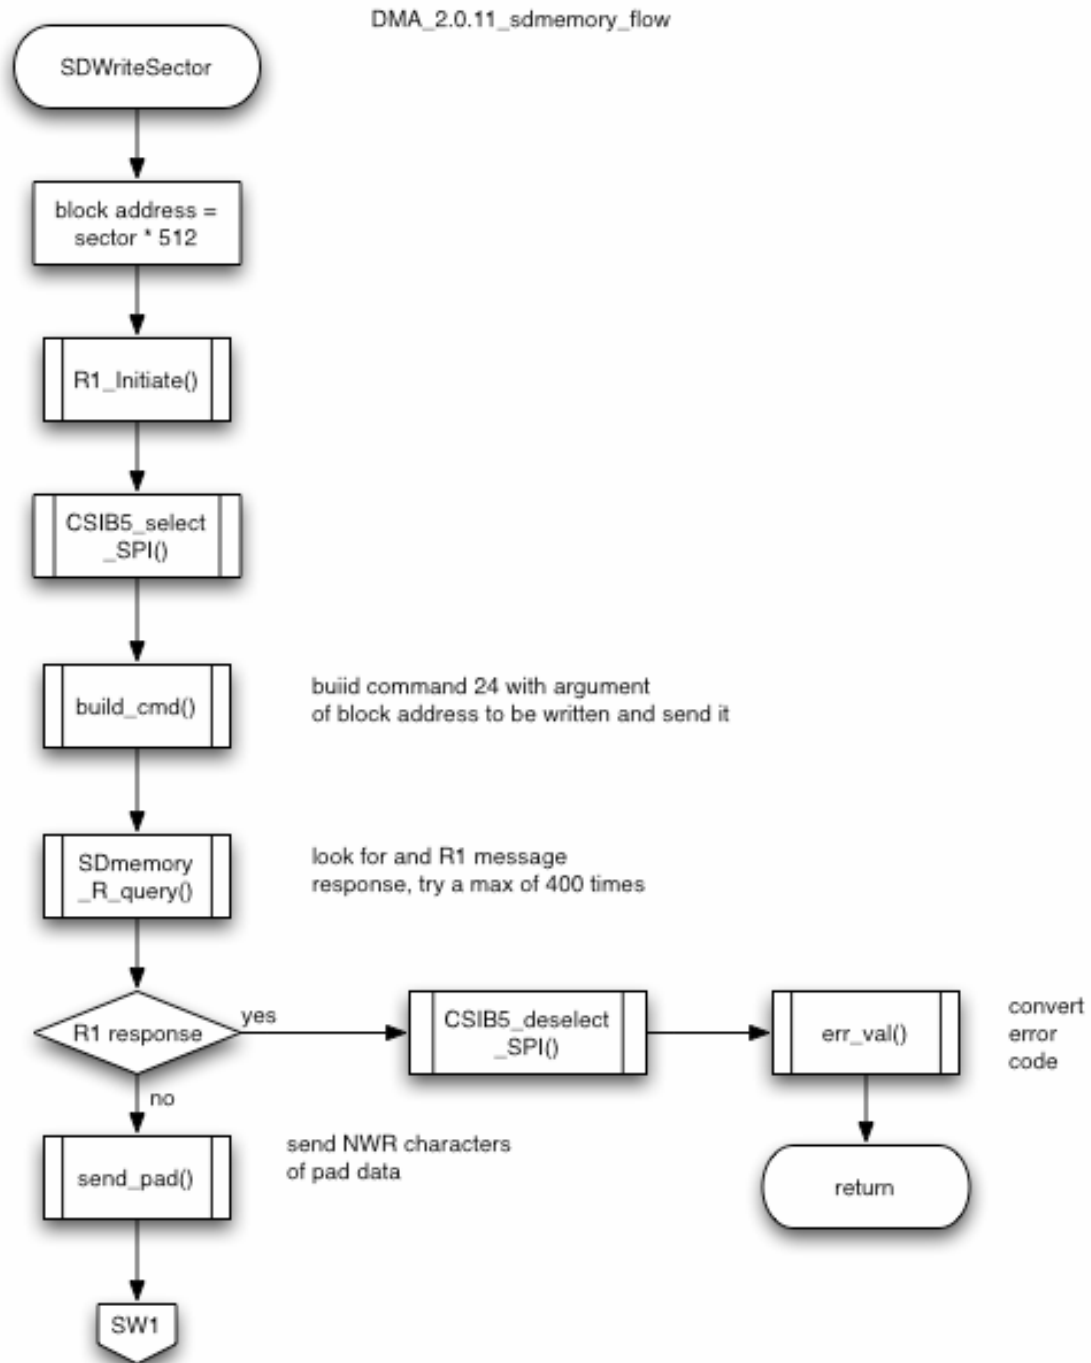 DMA_2.0.11_sdmemory_flow
SDWriteSector
block address =
sector * 512
R1_Initiate()
CSIB5_select
_SPI()
build_cmd()
buiid command 24 with argument
of block address to be written and send it
SDmemory
_R_query()
look for and R1 message
response, try a max of 400 times
R1 response
yes
CSIB5_deselect
_SPI()
err_val()
convert
error
code
no
send_pad()
send NWR characters
of pad data
return
SW1